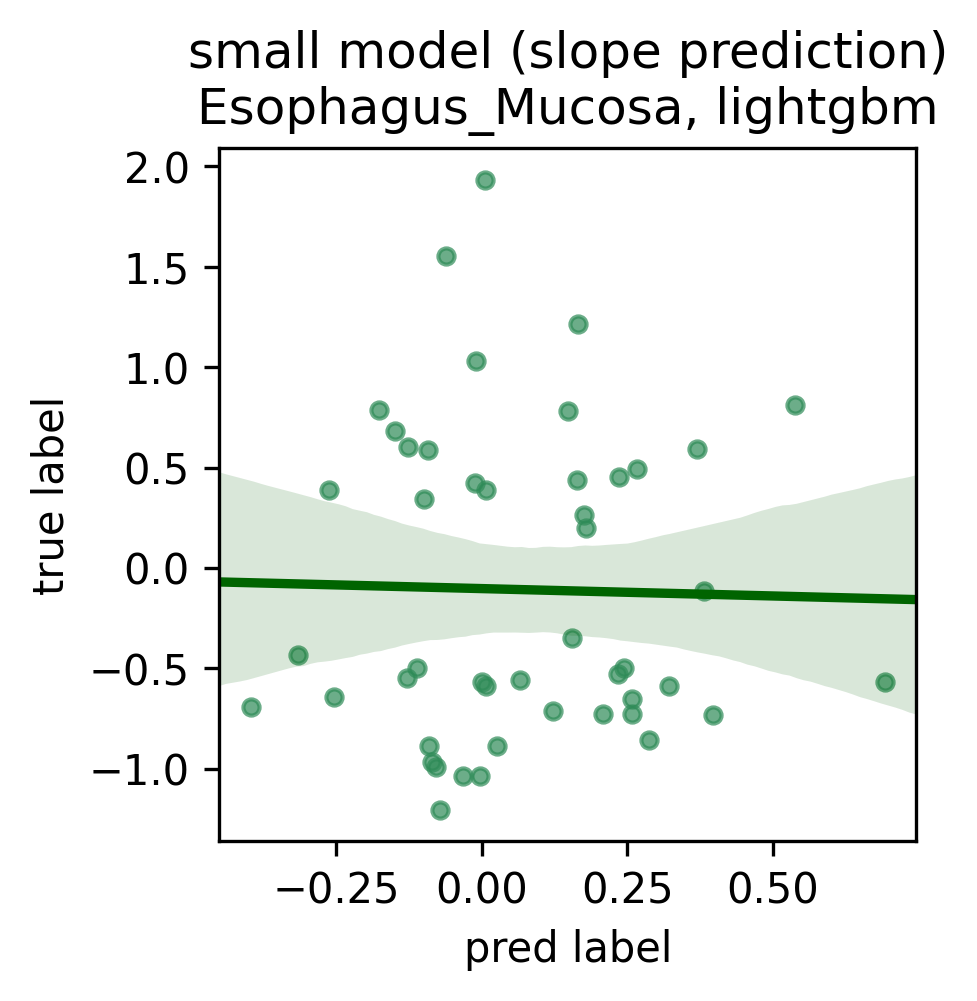 small model (slope prediction)
Esophagus_Mucosa, lightgbm
2.0
1.5
1.0
0.5
0.0
−0.5
−1.0
true label
−0.25 0.00 0.25 0.50
pred label